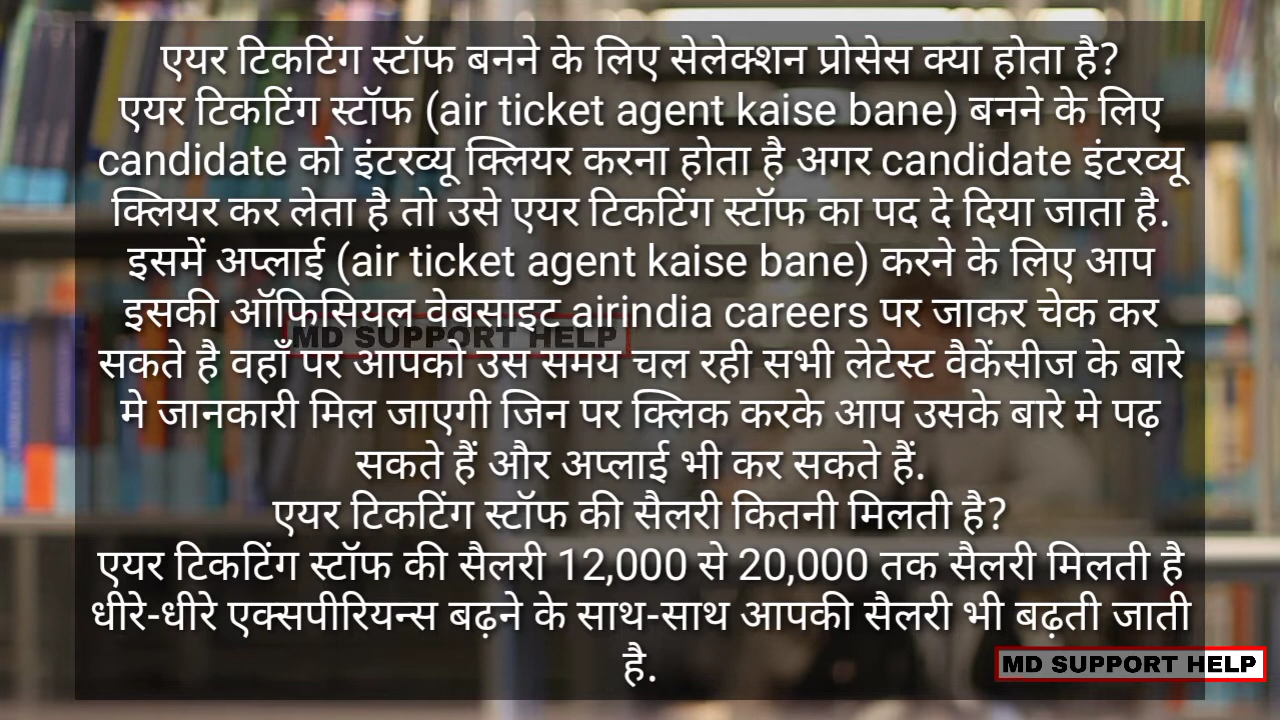 एयर टिकटिंग स्टॉफ बनने के लिए सेलेक्शन प्रोसेस क्या होता है?
एयर टिकटिंग स्टॉफ (air ticket agent kaise bane) बनने के लिए
candidate को इंटरव्यू क्लियर करना होता है अगर candidate इंटरव्यू
क्लियर कर लेता है तो उसे एयर टिकटिंग स्टॉफ का पद दे दिया जाता है.
इसमें अप्लाई (air ticket agent kaise bane) करने के लिए आप
इसकी ऑफिसियल वेबसाइट airindia careers पर जाकर चेक कर
MD SUPPORT HELP
सकते है वहाँ पर आपको उस समय चल रही सभी लेटेस्ट वैकेंसीज के बारे
मे जानकारी मिल जाएगी जिन पर क्लिक करके आप उसके बारे मे पढ़
सकते हैं और अप्लाई भी कर सकते हैं.
एयर टिकटिंग स्टॉफ की सैलरी कितनी मिलती है?
एयर टिकटिंग स्टॉफ की सैलरी 12,000 से 20,000 तक सैलरी मिलती है
धीरे-धीरे एक्सपीरियन्स बढ़ने के साथ-साथ आपकी सैलरी भी बढ़ती जाती
है.
MD SUPPORT HELP